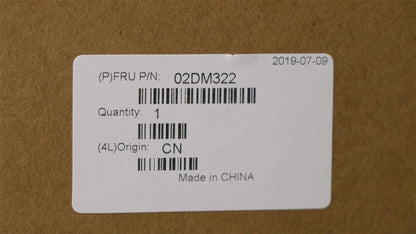 2019-07-09
(P)FRU P/N: 02DM322
Quantity: 1
(4L)Origin: CN
Made in CHINA